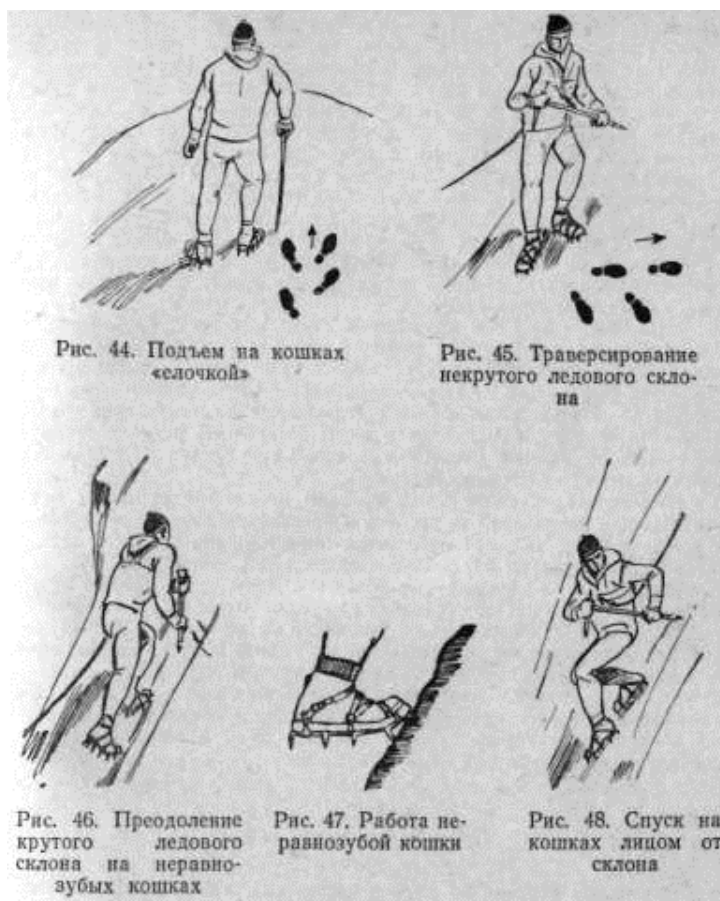 Рис. 44. Подъем на кошках
«елочкой»
Рис. 45. Траверсирование
некрутого ледового скло-
на
Рис. 46. Преодоление
крутого ледового
склона на неравно-
зубых кошках
Рис. 47. Работа не-
равнозубой кошки
Рис. 48. Спуск на
кошках лицом от
склона